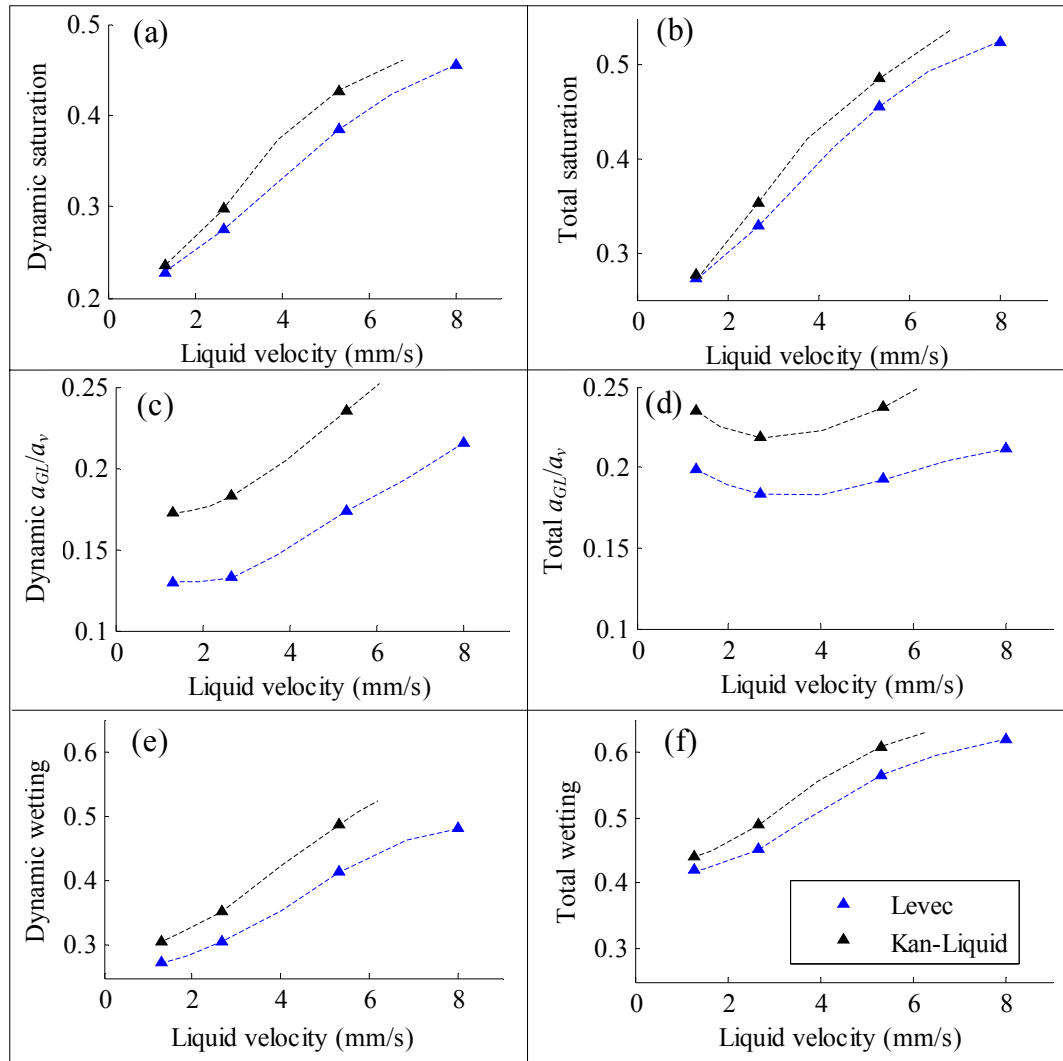 (a)
Dynamic saturation
0.5
0.4
0.3
0.2
0 2 4 6 8
Liquid velocity (mm/s)
(b)
Total saturation
0.5
0.4
0.3
0 2 4 6 8
Liquid velocity (mm/s)
(c)
Dynamic aGL/av
0.25
0.2
0.15
0.1
0 2 4 6 8
Liquid velocity (mm/s)
(d)
Total aGL/av
0.25
0.2
0.15
0.1
0 2 4 6 8
Liquid velocity (mm/s)
(e)
Dynamic wetting
0.6
0.5
0.4
0.3
0 2 4 6 8
Liquid velocity (mm/s)
(f)
Total wetting
0.6
0.5
0.4
0.3
Levec
Kan-Liquid
0 2 4 6 8
Liquid velocity (mm/s)